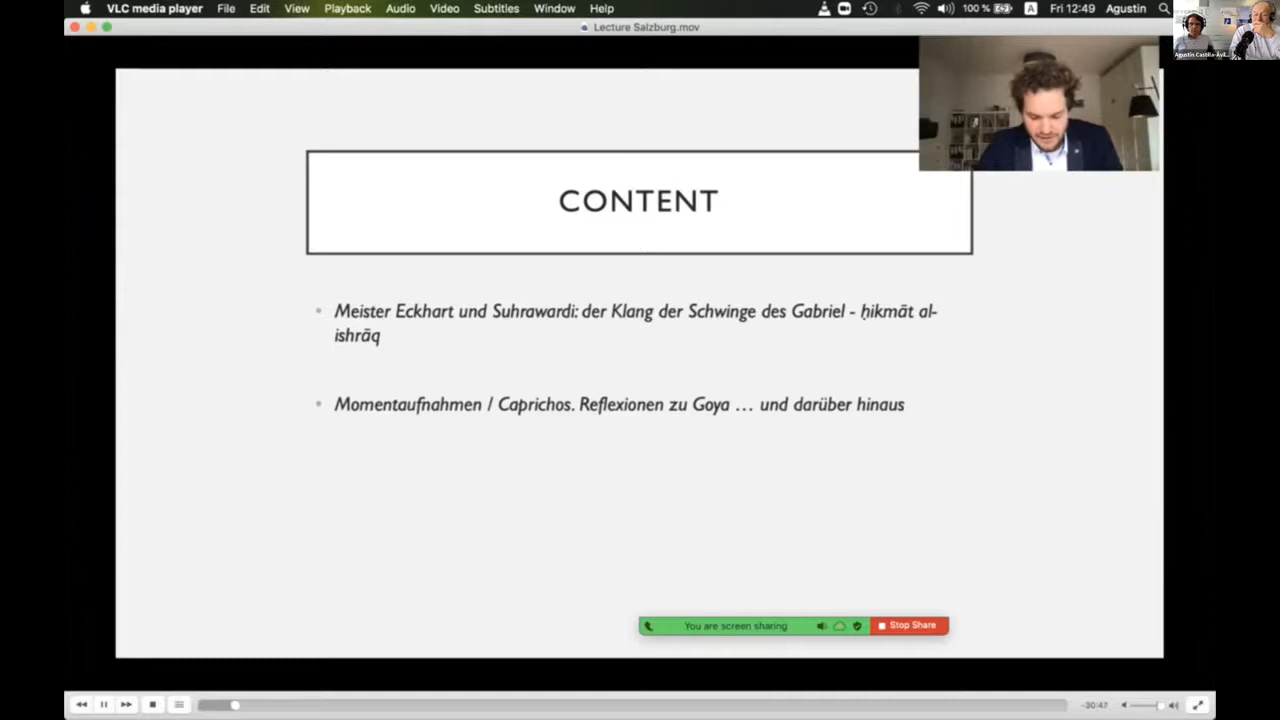 VLC media player File Edit View Playback Audio Video Subtitles Window Help 100 % Fri 12:49 Agustin
Lecture Salzburg.mov
CONTENT
• Meister Eckhart und Suhrawardi: der Klang der Schwinge des Gabriel - ḥikmāt al-
ishrāq
• Momentaufnahmen / Caprichos. Reflexionen zu Goya … und darüber hinaus
You are screen sharing Stop Share
-30:47